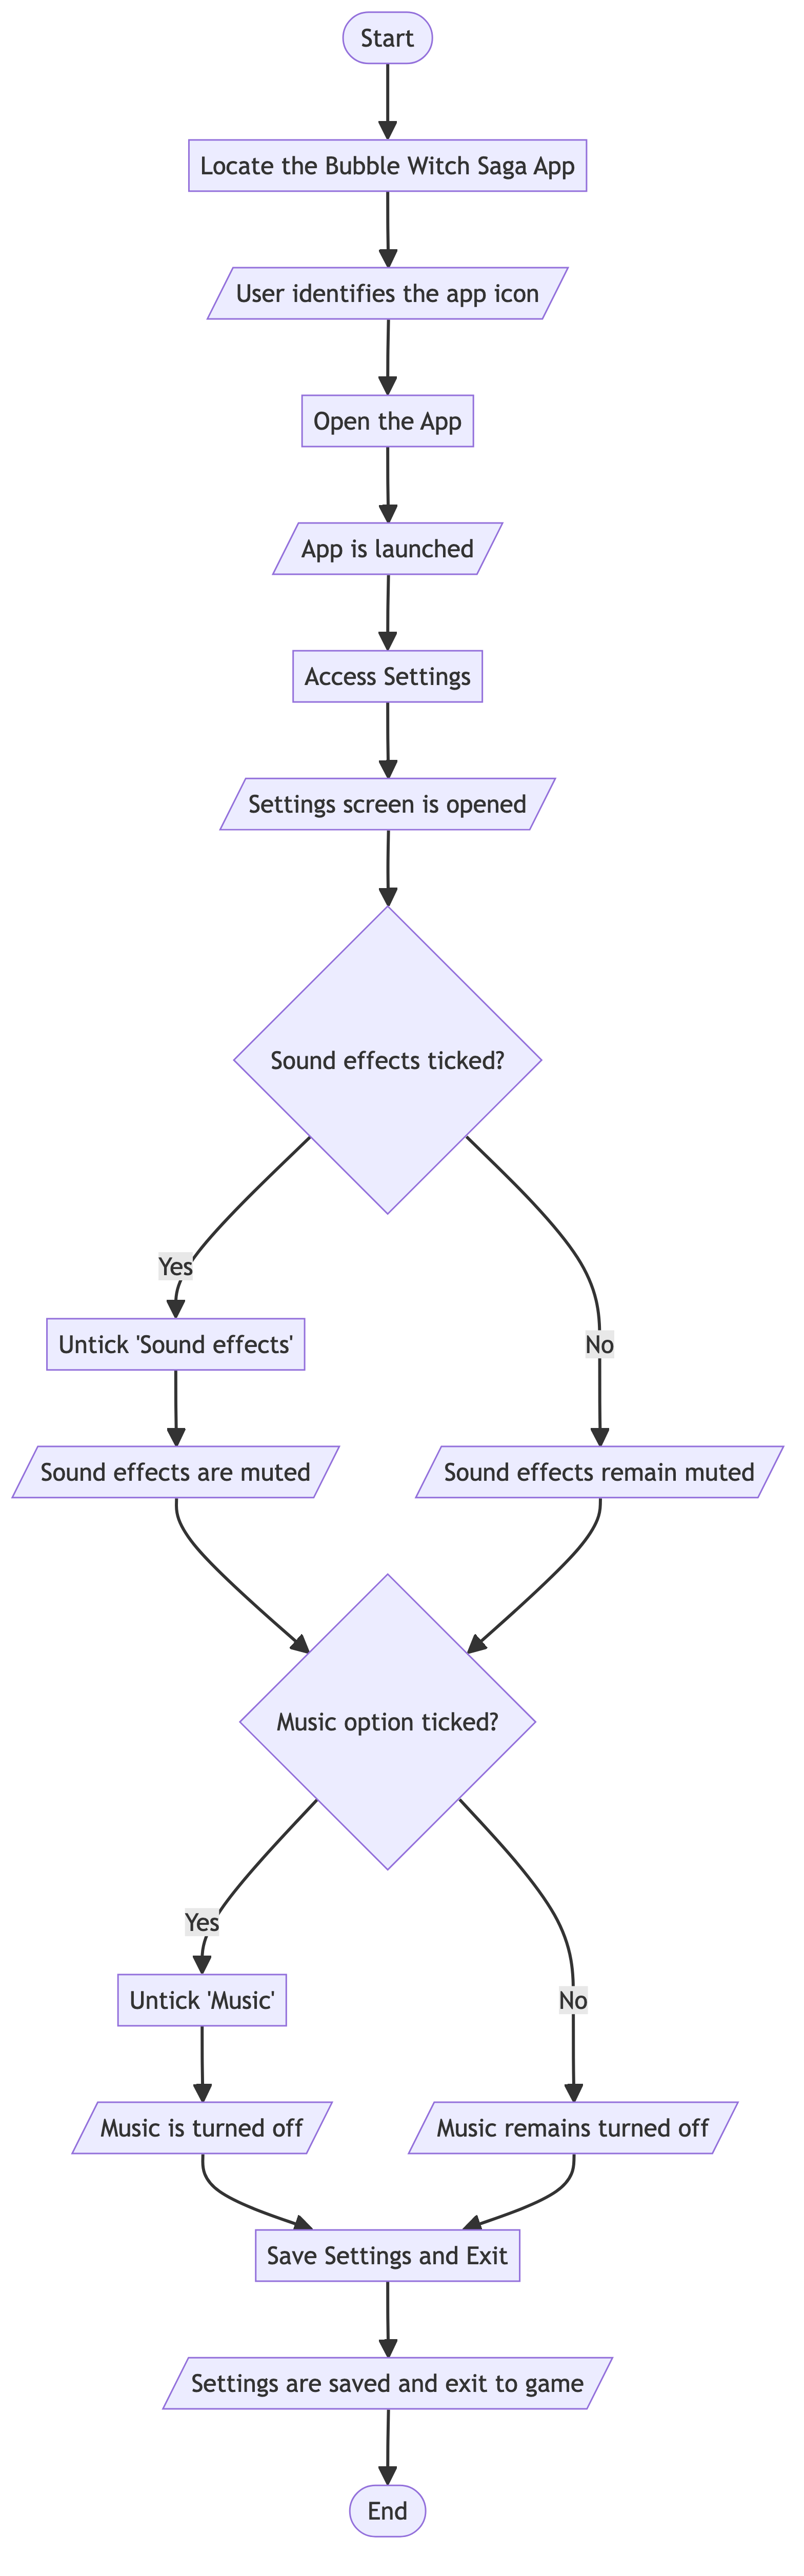 Start
Locate the Bubble Witch Saga App
User identifies the app icon
Open the App
App is launched
Access Settings
Settings screen is opened
Sound effects ticked?
Yes
Untick 'Sound effects'
No
Sound effects are muted
Sound effects remain muted
Music option ticked?
Yes
Untick 'Music'
No
Music is turned off
Music remains turned off
Save Settings and Exit
Settings are saved and exit to game
End